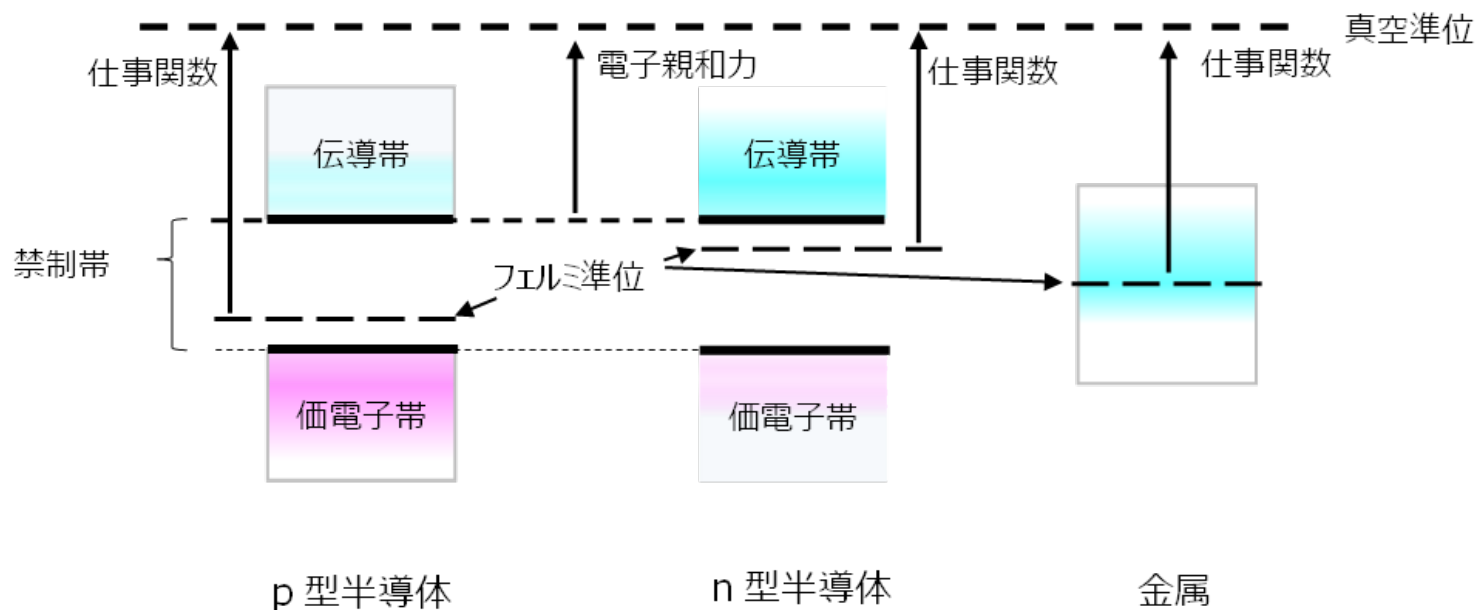 真空準位
仕事関数
電子親和力
仕事関数
仕事関数
伝導帯
伝導帯
禁制帯
フェルミ準位
価電子帯
価電子帯
p 型半導体
n 型半導体
金属